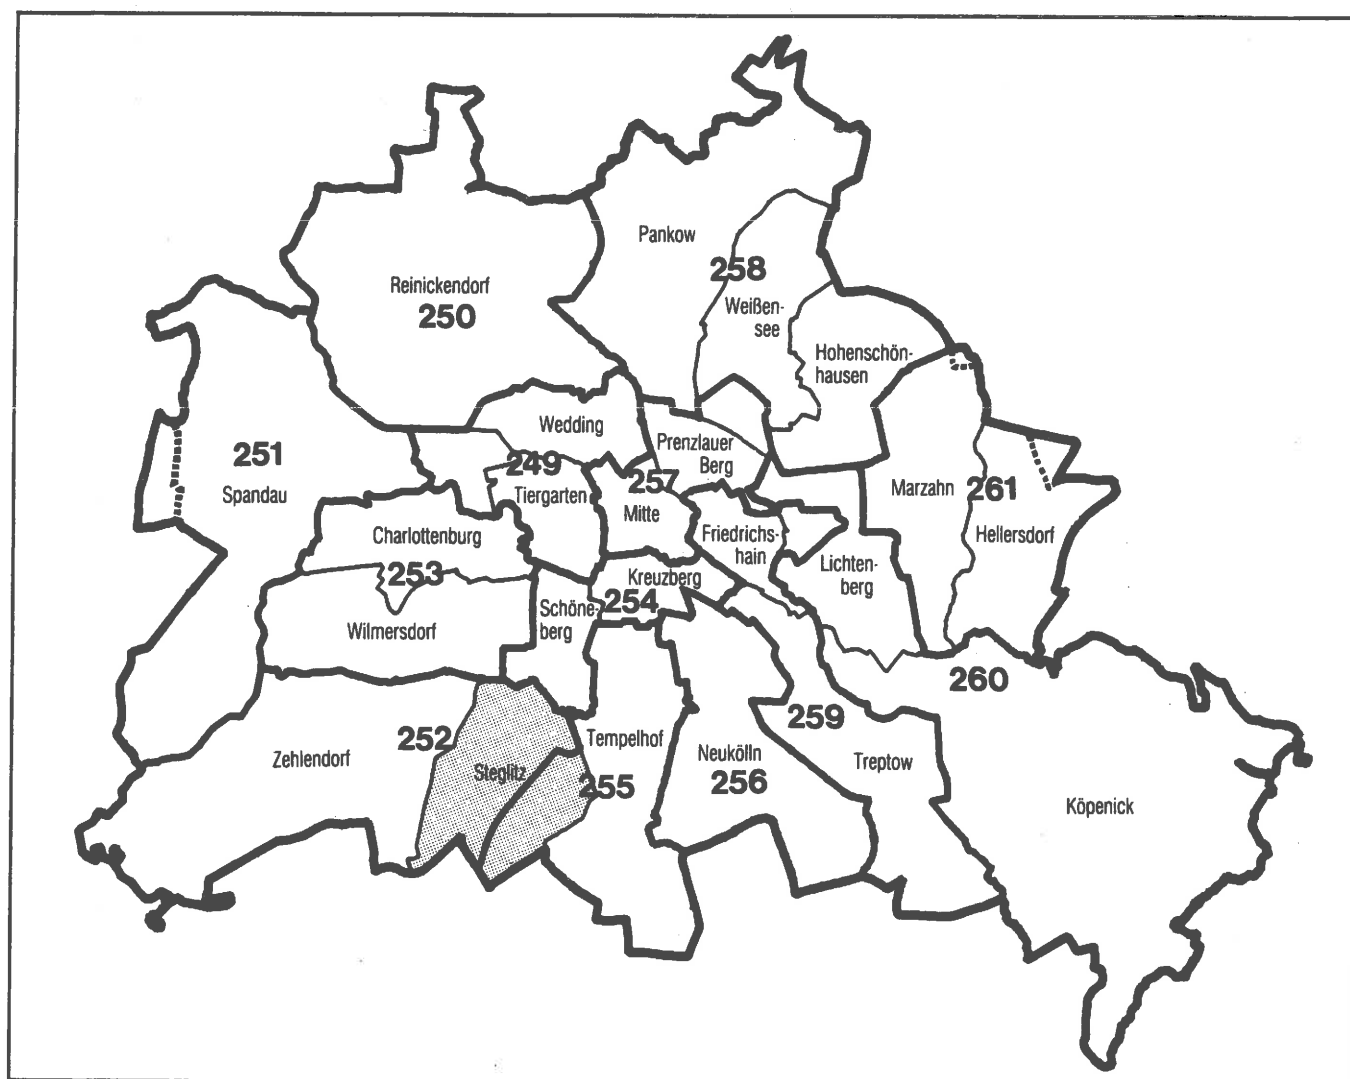 Pankow
258
Reinickendorf
250
Weißen-
see
Hohenschön-
hausen
Wedding
Prenzlauer
Berg
251
Spandau
249
Tiergarten
257
Mitte
Marzahn
261
Hellersdorf
Charlottenburg
253
Wilmersdorf
Friedrichs-
hain
Lichten-
berg
Kreuzberg
254
Schöne-
berg
260
252
Zehlendorf
Steglitz
Tempelhof
255
Neukölln
256
259
Treptow
Köpenick